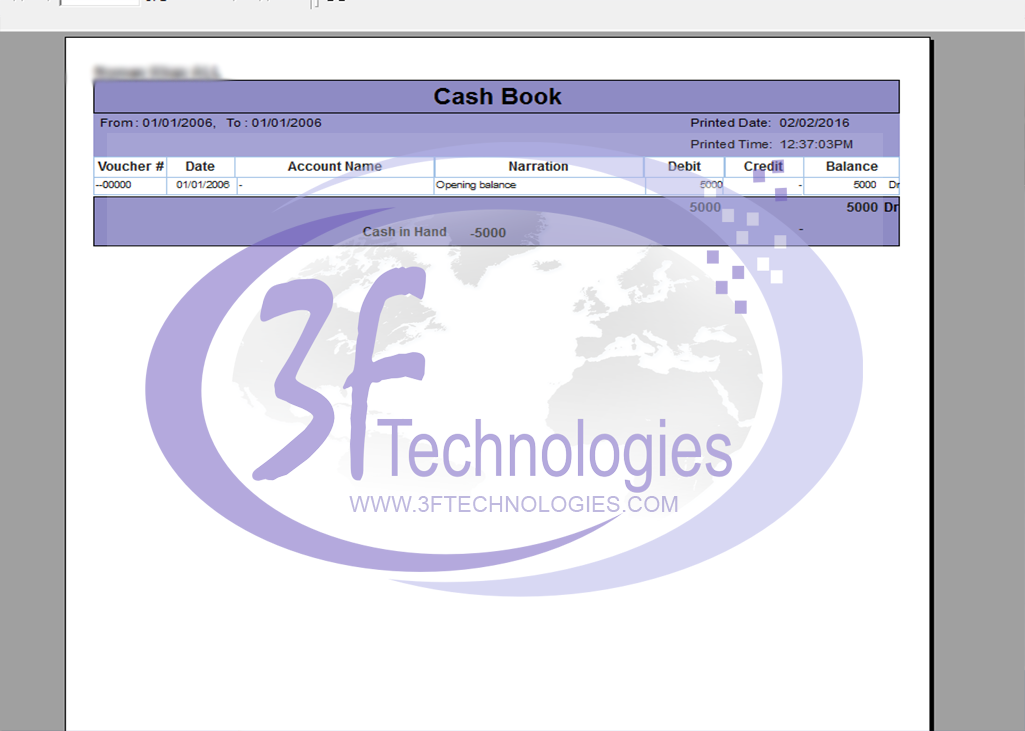 Cash Book
From : 01/01/2006, To : 01/01/2006 Printed Date: 02/02/2016
Printed Time: 12:37:03PM
Voucher # Date Account Name Narration Debit Credit Balance
--00000 01/01/2006 - Opening balance 5000 - 5000 Dr
5000 5000 Dr
Cash in Hand -5000 -
3f Technologies
WWW.3FTECHNOLOGIES.COM